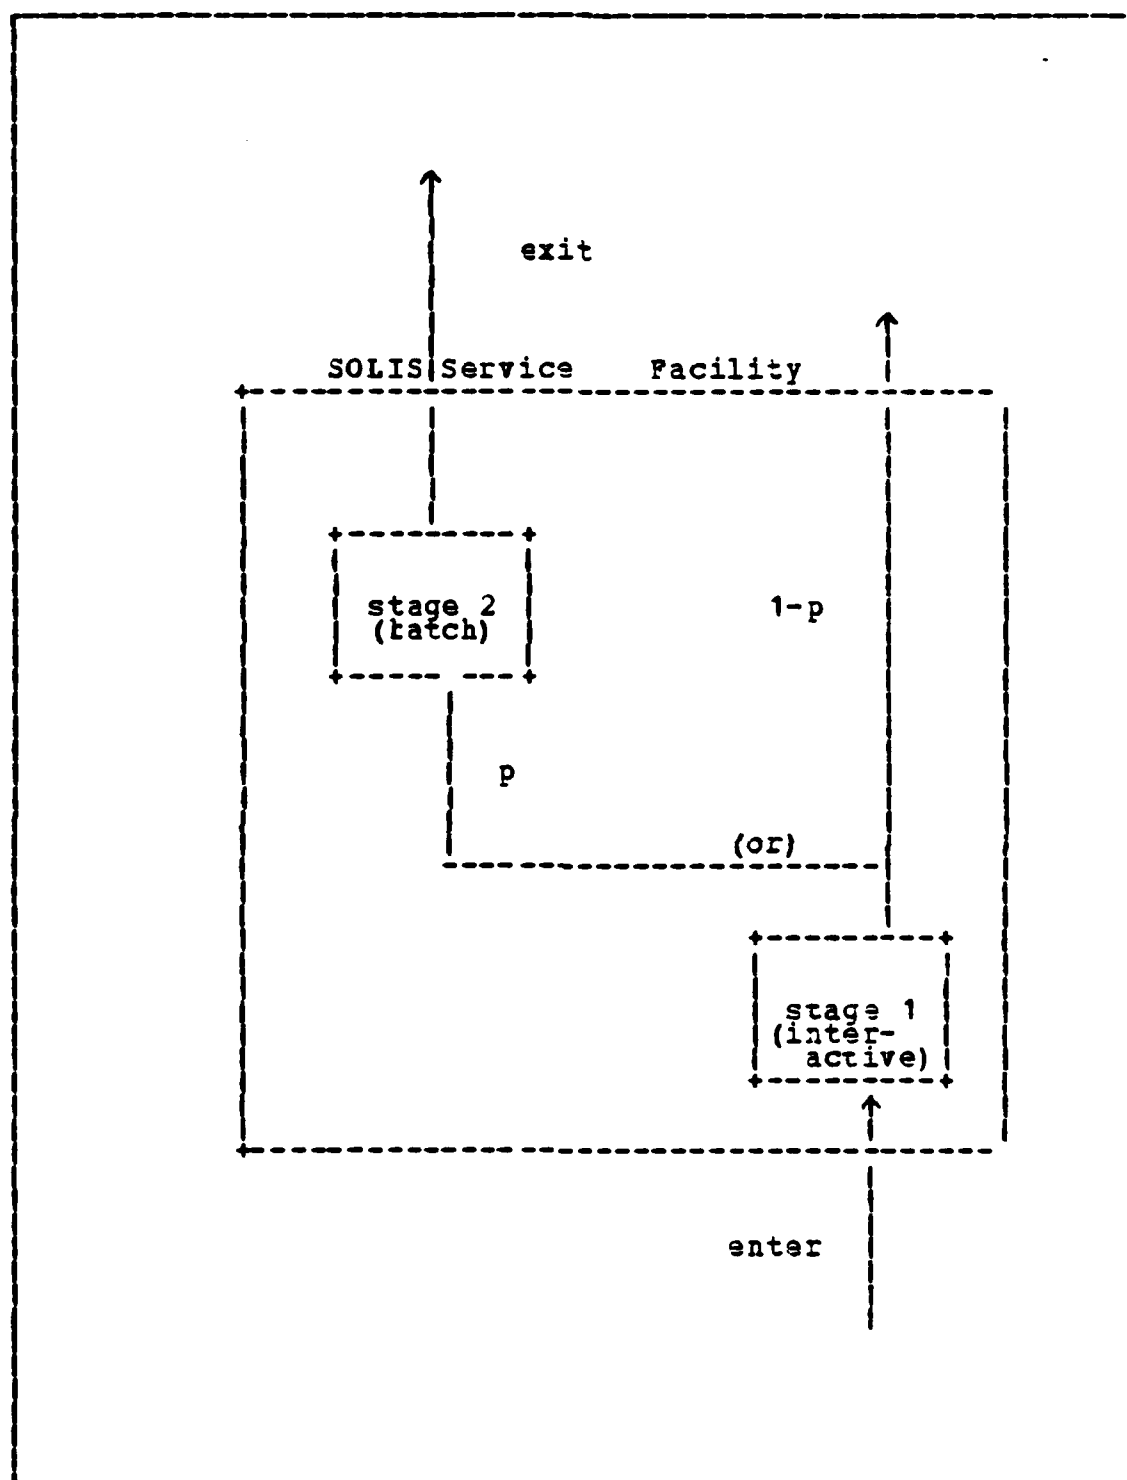 exit
SOLIS Service Facility
stage 2
(batch)
1-p
p
(or)
stage 1
(inter-
active)
enter